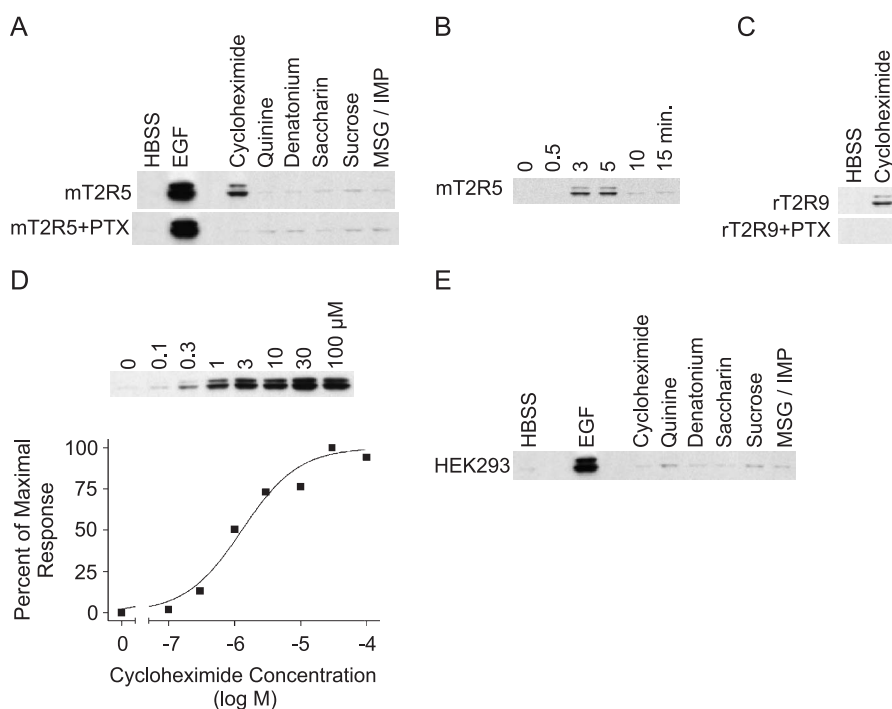 A
HBSS
EGF
Cycloheximide
Quinine
Denatonium
Saccharin
Sucrose
MSG / IMP
mT2R5
mT2R5+PTX
B
0
0.5
3
5
10
15 min.
mT2R5
C
HBSS
Cycloheximide
rT2R9
rT2R9+PTX
D
0
0.1
0.3
1
3
10
30
100 µM
Percent of Maximal
Response
100
75
50
25
0
0
-7
-6
-5
-4
Cycloheximide Concentration
(log M)
E
HBSS
EGF
Cycloheximide
Quinine
Denatonium
Saccharin
Sucrose
MSG / IMP
HEK293